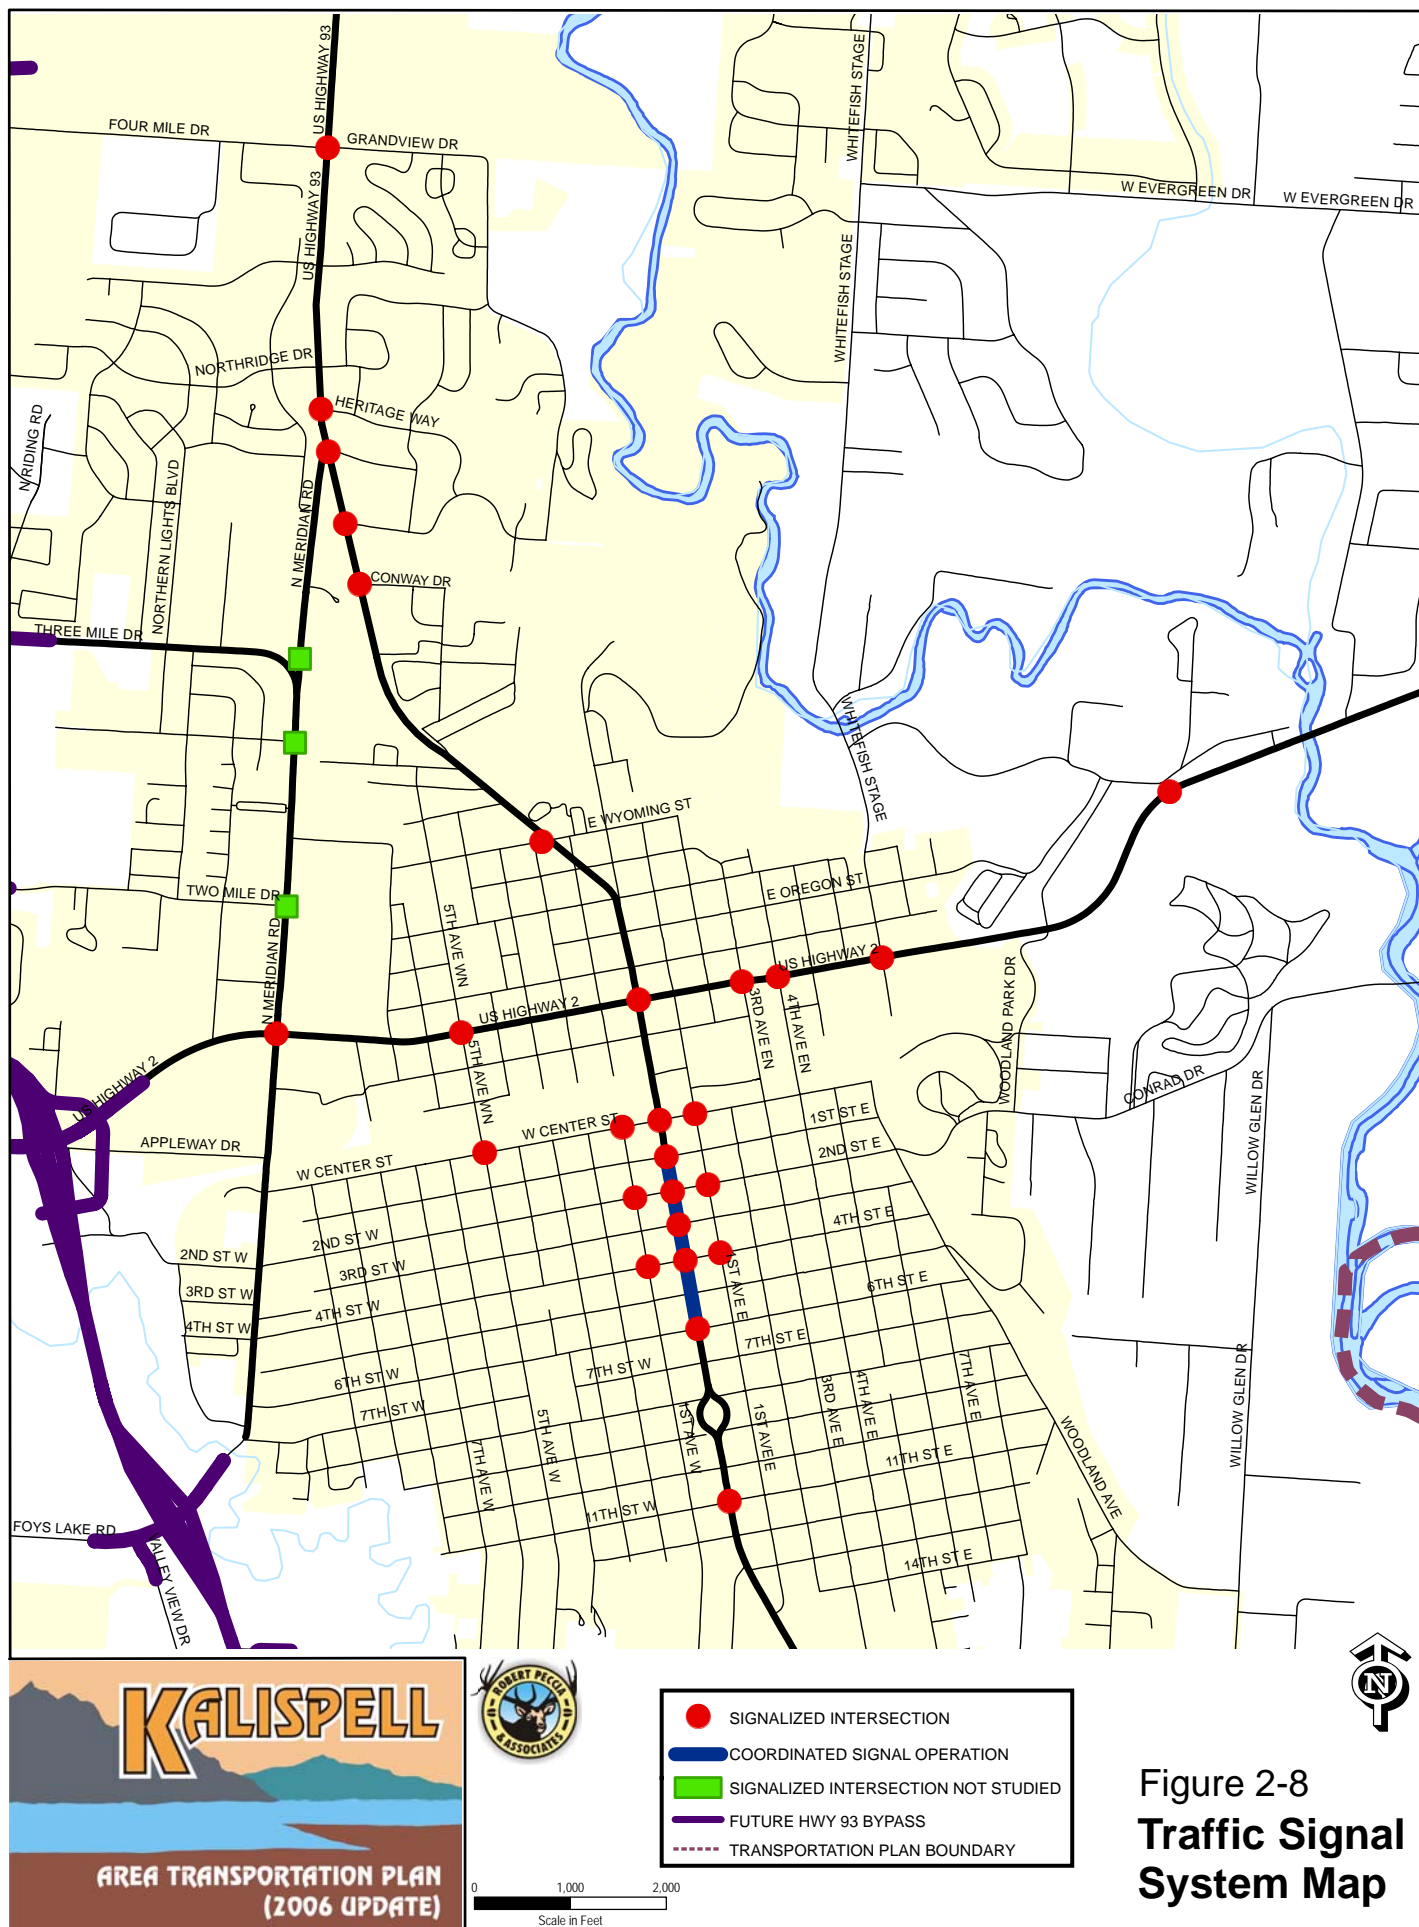 US HIGHWAY 93
WHITEFISH STAGE
FOUR MILE DR
GRANDVIEW DR
US HIGHWAY 93
W EVERGREEN DR
W EVERGREEN DR
WHITEFISH STAGE
NORTHRIDGE DR
HERITAGE WAY
N RIDING RD
NORTHERN LIGHTS BLVD
N MERIDIAN RD
CONWAY DR
THREE MILE DR
WHITEFISH STAGE
E WYOMING ST
TWO MILE DR
E OREGON ST
5TH AVE WN
N MERIDIAN RD
US HIGHWAY 2
US HIGHWAY 2
3RD AVE EN
4TH AVE EN
WOODLAND PARK DR
5TH AVE WN
US HIGHWAY 2
CONRAD DR
WILLOW GLEN DR
APPLEWAY DR
W CENTER ST
1ST ST E
W CENTER ST
2ND ST E
2ND ST W
2ND ST W
4TH ST E
3RD ST W
3RD ST W
1ST AVE E
6TH ST E
4TH ST W
4TH ST W
7TH ST E
7TH ST W
6TH ST W
7TH ST W
3RD AVE E
4TH AVE E
7TH AVE E
WILLOW GLEN DR
5TH AVE W
1ST AVE W
1ST AVE E
7TH AVE W
11TH ST E
WOODLAND AVE
11TH ST W
14TH ST E
FOYS LAKE RD
VALLEY VIEW DR
KALISPELL
AREA TRANSPORTATION PLAN
(2006 UPDATE)
ROBERT PECCIA
& ASSOCIATES
SIGNALIZED INTERSECTION
COORDINATED SIGNAL OPERATION
SIGNALIZED INTERSECTION NOT STUDIED
FUTURE HWY 93 BYPASS
TRANSPORTATION PLAN BOUNDARY
0 1,000 2,000
Scale in Feet
N
Figure 2-8
Traffic Signal
System Map